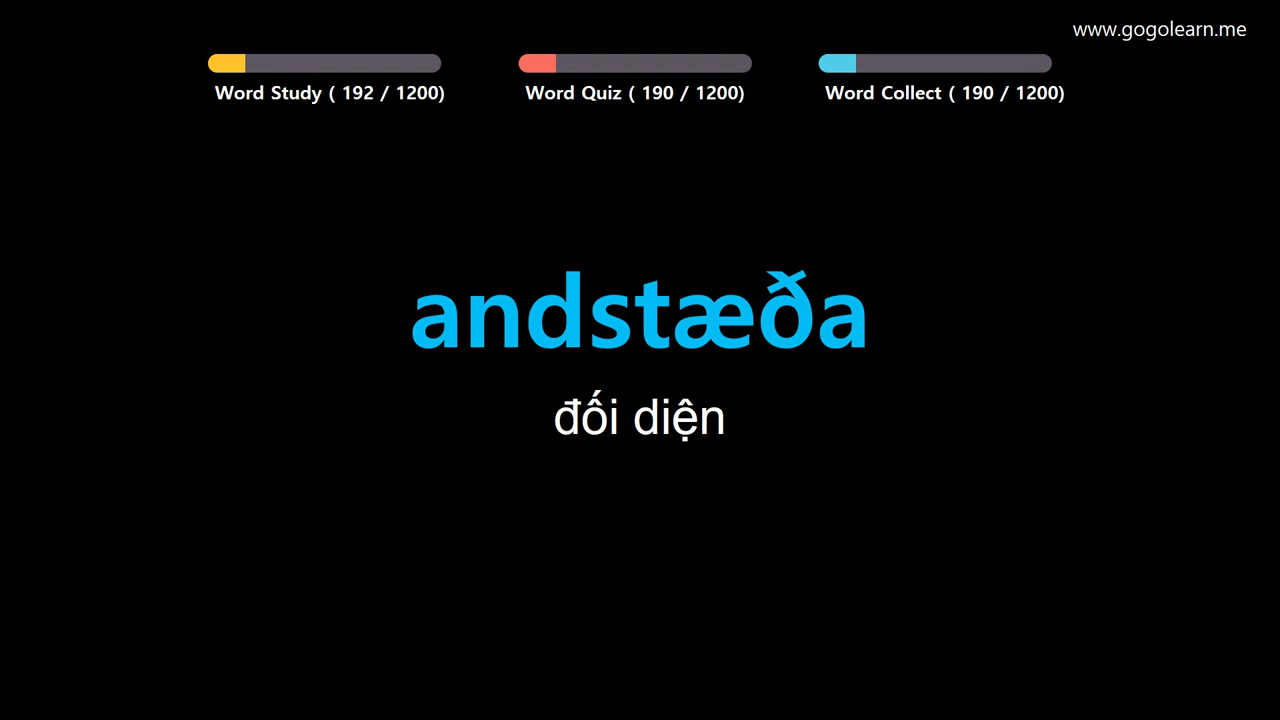 www.gogolearn.me
Word Study ( 192 / 1200)
Word Quiz ( 190 / 1200)
Word Collect ( 190 / 1200)
andstæða
đối diện